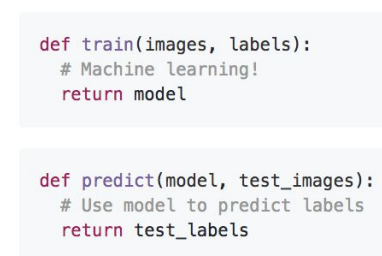 def train(images, labels):
# Machine learning!
return model
def predict(model, test_images):
# Use model to predict labels
return test_labels